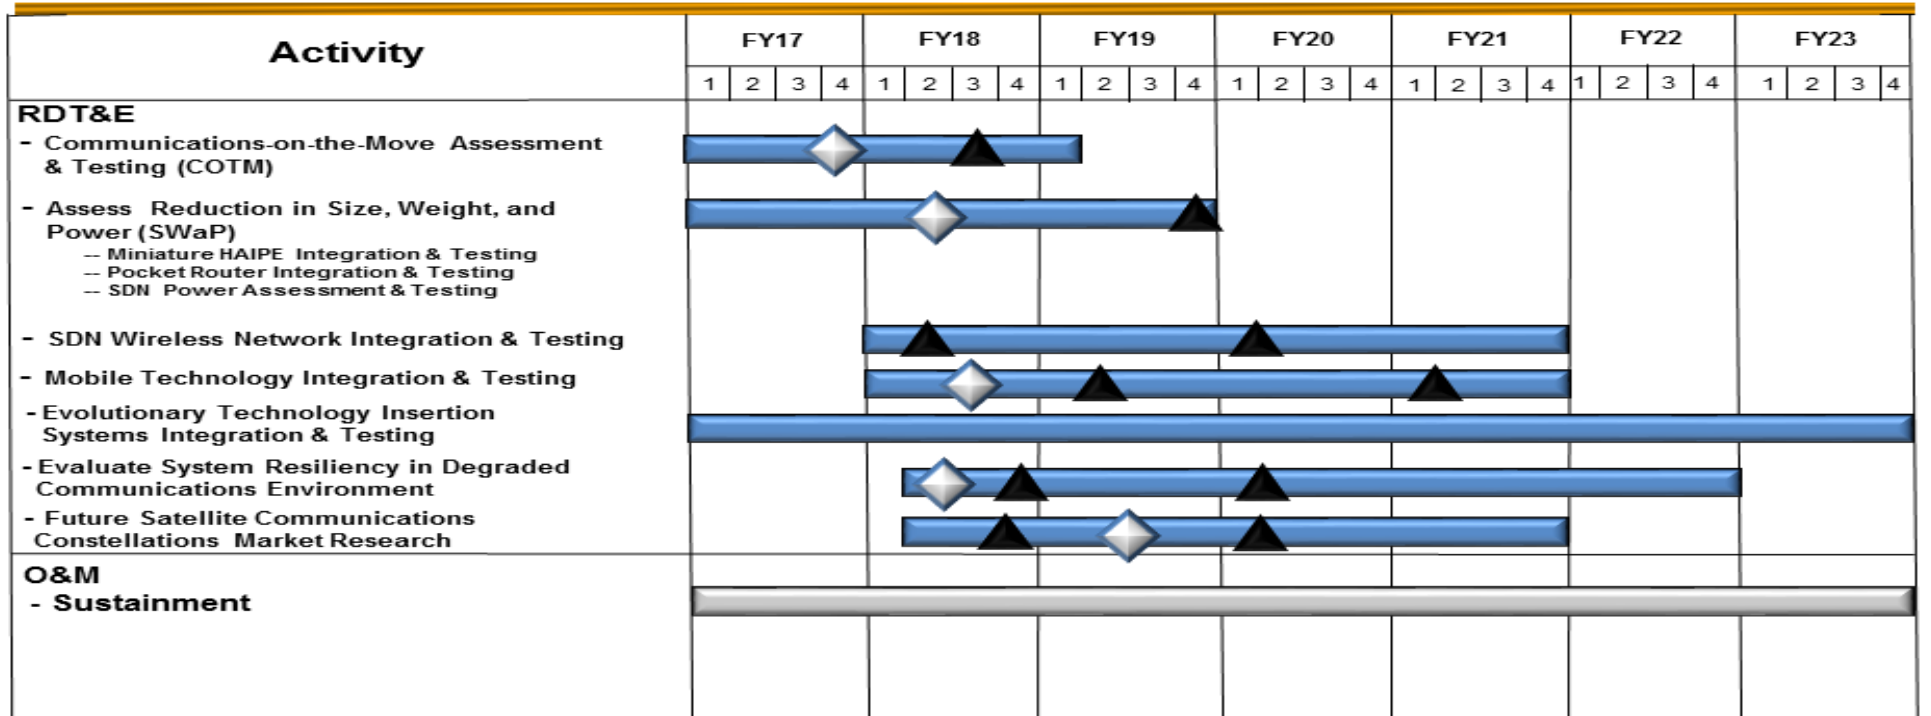 Activity
FY17 FY18 FY19 FY20 FY21 FY22 FY23
1 2 3 4 1 2 3 4 1 2 3 4 1 2 3 4 1 2 3 4 1 2 3 4 1 2 3 4
RDT&E
- Communications-on-the-Move Assessment
& Testing (COTM)
- Assess Reduction in Size, Weight, and
Power (SWaP)
-- Miniature HAIPE Integration & Testing
-- Pocket Router Integration & Testing
-- SDN Power Assessment & Testing
- SDN Wireless Network Integration & Testing
- Mobile Technology Integration & Testing
- Evolutionary Technology Insertion
Systems Integration & Testing
- Evaluate System Resiliency in Degraded
Communications Environment
- Future Satellite Communications
Constellations Market Research
O&M
- Sustainment